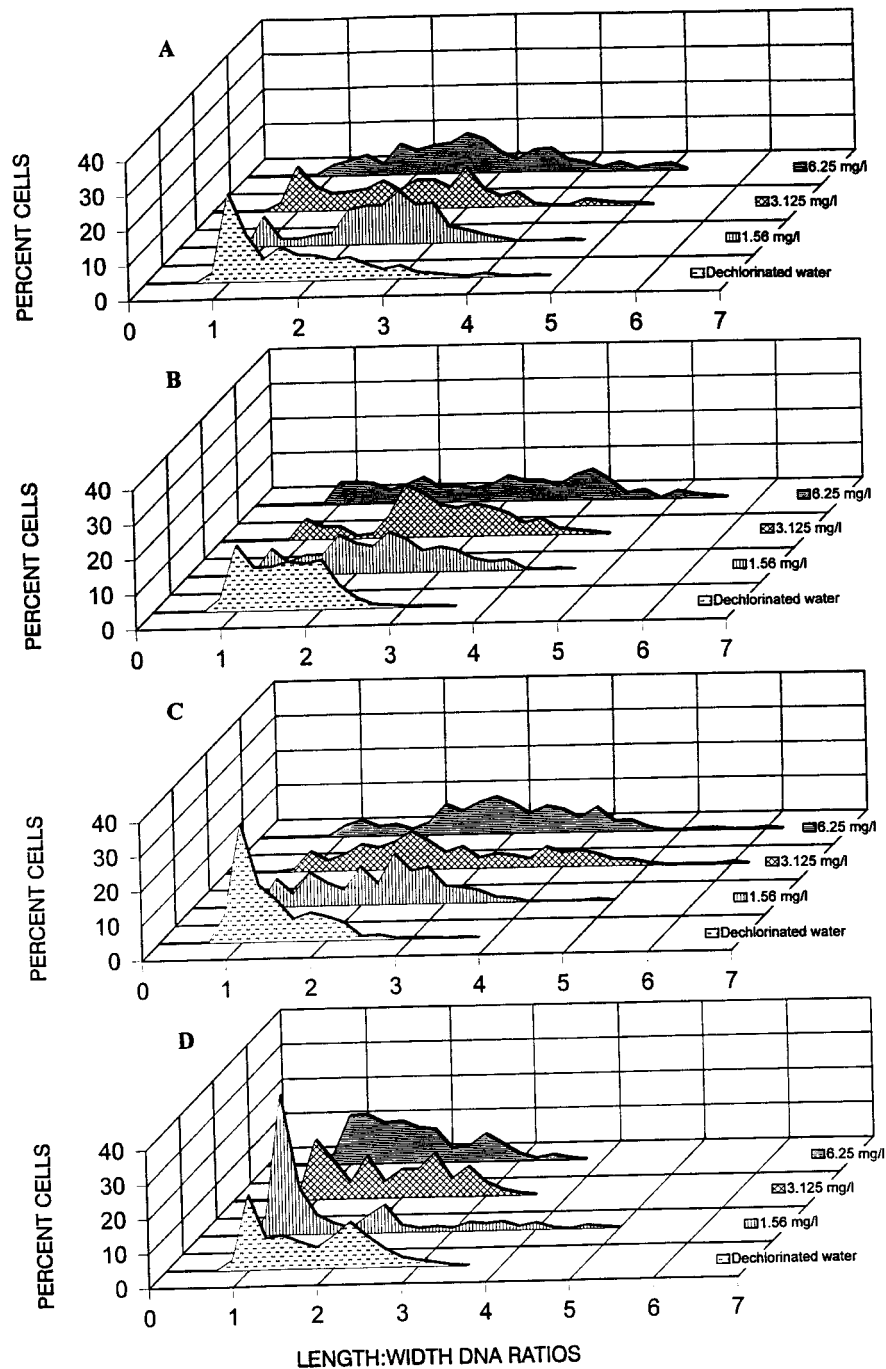 A
PERCENT CELLS
40
30
20
10
0
6.25 mg/l
3.125 mg/l
1.56 mg/l
Dechlorinated water
0 1 2 3 4 5 6 7
B
PERCENT CELLS
40
30
20
10
0
6.25 mg/l
3.125 mg/l
1.56 mg/l
Dechlorinated water
0 1 2 3 4 5 6 7
C
PERCENT CELLS
40
30
20
10
0
6.25 mg/l
3.125 mg/l
1.56 mg/l
Dechlorinated water
0 1 2 3 4 5 6 7
D
PERCENT CELLS
40
30
20
10
0
6.25 mg/l
3.125 mg/l
1.56 mg/l
Dechlorinated water
0 1 2 3 4 5 6 7
LENGTH:WIDTH DNA RATIOS